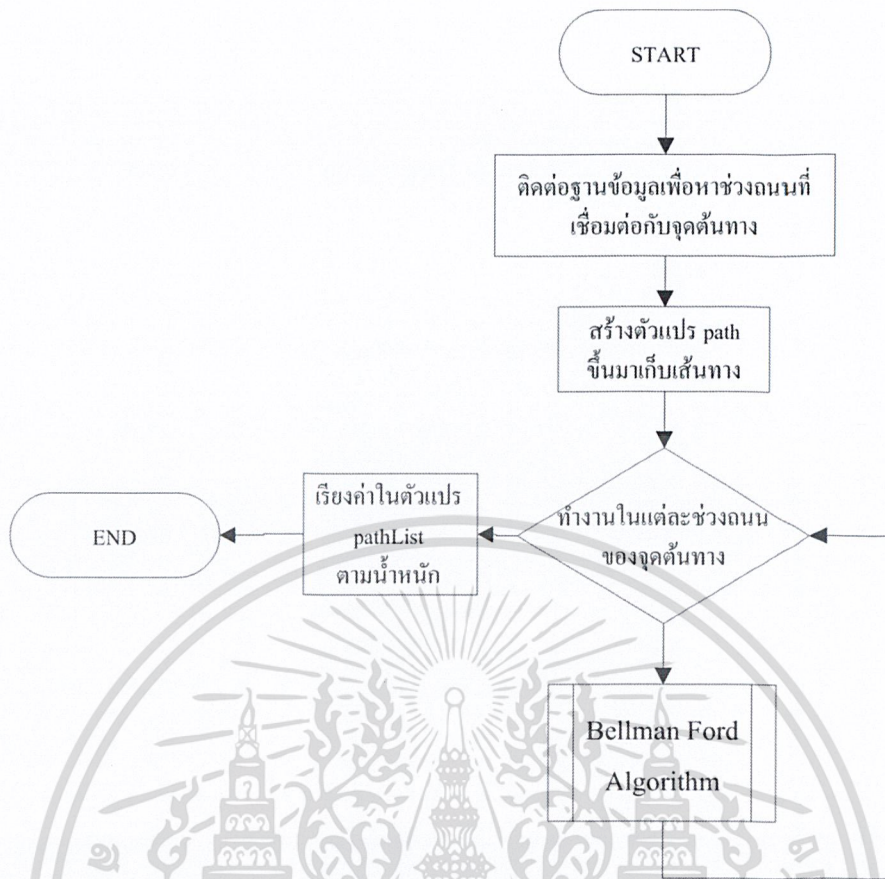 START
ติดต่อฐานข้อมูลเพื่อหาช่วงถนนที่
เชื่อมต่อกับจุดต้นทาง
สร้างตัวแปร path
ขึ้นมาเก็บเส้นทาง
ทำงานในแต่ละช่วงถนน
ของจุดต้นทาง
เรียงค่าในตัวแปร
pathList
ตามน้ำหนัก
END
Bellman Ford
Algorithm